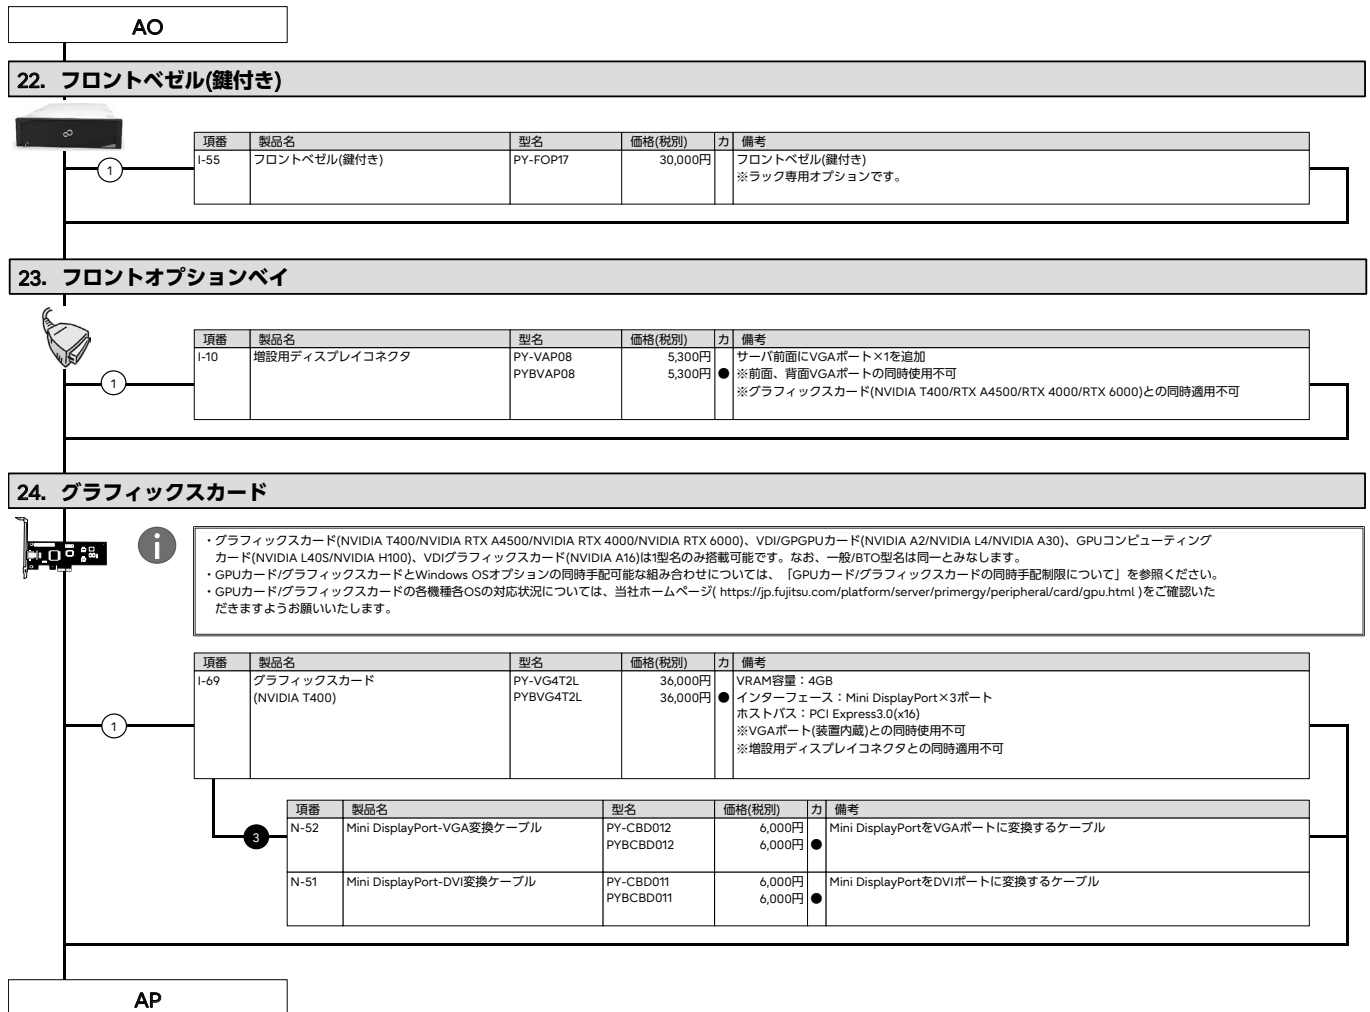 AO
22. フロントベゼル(鍵付き)
項番 製品名 型名 価格(税別) カ 備考
1
I-55 フロントベゼル(鍵付き) PY-FOP17 30,000円 フロントベゼル(鍵付き)
※ラック専用オプションです。
23. フロントオプションベイ
項番 製品名 型名 価格(税別) カ 備考
1
I-10 増設用ディスプレイコネクタ PY-VAP08 5,300円 サーバ前面にVGAポート×1を追加
PYBVAP08 5,300円 ● ※前面、背面VGAポートの同時使用不可
※グラフィックスカード(NVIDIA T400/RTX A4500/RTX 4000/RTX 6000)との同時適用不可
24. グラフィックスカード
i
・グラフィックスカード(NVIDIA T400/NVIDIA RTX A4500/NVIDIA RTX 4000/NVIDIA RTX 6000)、VDI/GPGPUカード(NVIDIA A2/NVIDIA L4/NVIDIA A30)、GPUコンピューティング
カード(NVIDIA L40S/NVIDIA H100)、VDIグラフィックスカード(NVIDIA A16)は1型名のみ搭載可能です。なお、一般/BTO型名は同一とみなします。
・GPUカード/グラフィックスカードとWindows OSオプションの同時手配可能な組み合わせについては、「GPUカード/グラフィックスカードの同時手配制限について」を参照ください。
・GPUカード/グラフィックスカードの各機種各OSの対応状況については、当社ホームページ( https://jp.fujitsu.com/platform/server/primergy/peripheral/card/gpu.html )をご確認いた
だきますようお願いいたします。
項番 製品名 型名 価格(税別) カ 備考
1
I-69 グラフィックスカード PY-VG4T2L 36,000円 VRAM容量：4GB
(NVIDIA T400) PYBVG4T2L 36,000円 ● インターフェース：Mini DisplayPort×3ポート
ホストバス：PCI Express3.0(x16)
※VGAポート(装置内蔵)との同時使用不可
※増設用ディスプレイコネクタとの同時適用不可
項番 製品名 型名 価格(税別) カ 備考
3
N-52 Mini DisplayPort-VGA変換ケーブル PY-CBD012 6,000円 Mini DisplayPortをVGAポートに変換するケーブル
PYBCBD012 6,000円 ●
N-51 Mini DisplayPort-DVI変換ケーブル PY-CBD011 6,000円 Mini DisplayPortをDVIポートに変換するケーブル
PYBCBD011 6,000円 ●
AP